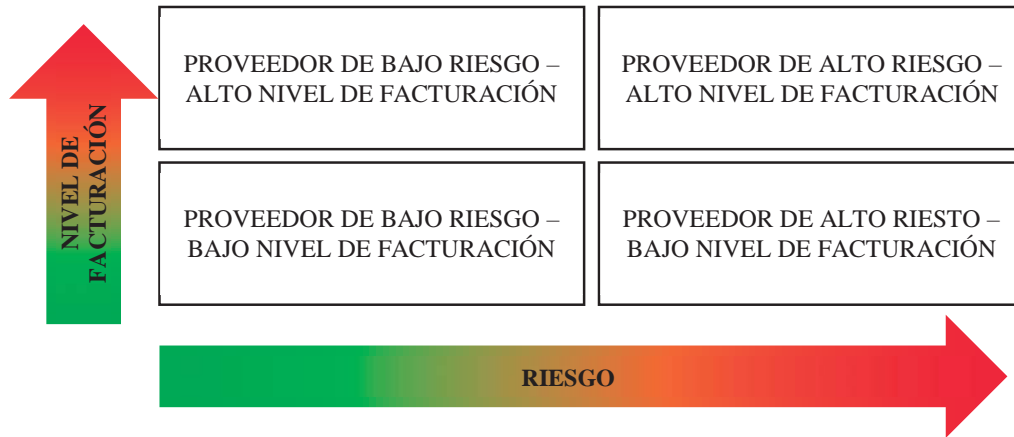 PROVEEDOR DE BAJO RIESGO –
ALTO NIVEL DE FACTURACIÓN
PROVEEDOR DE ALTO RIESGO –
ALTO NIVEL DE FACTURACIÓN
NIVEL DE
FACTURACIÓN
PROVEEDOR DE BAJO RIESGO –
BAJO NIVEL DE FACTURACIÓN
PROVEEDOR DE ALTO RIESTO –
BAJO NIVEL DE FACTURACIÓN
RIESGO